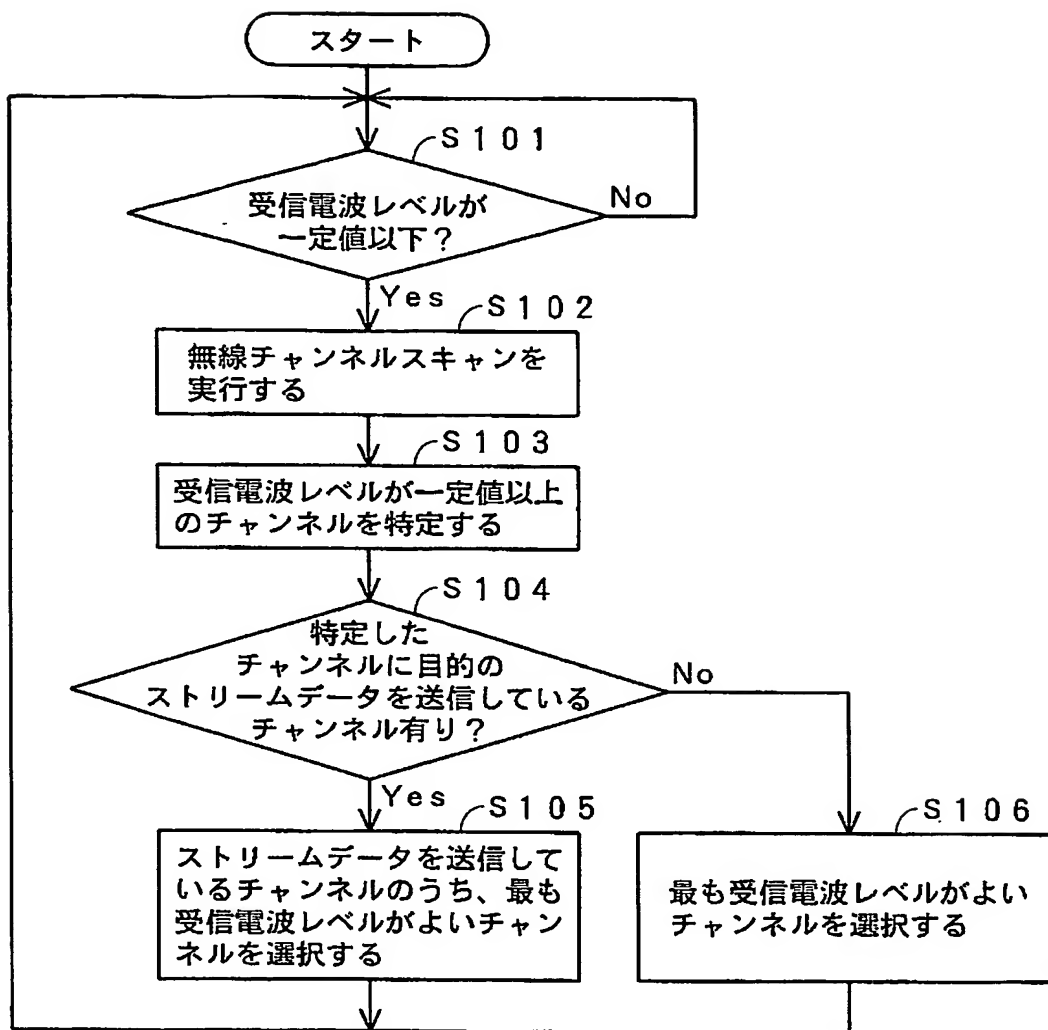 スタート
S101
受信電波レベルが
一定値以下?
No
Yes
S102
無線チャンネルスキャンを
実行する
S103
受信電波レベルが一定値以上
のチャンネルを特定する
S104
特定した
チャンネルに目的の
ストリームデータを送信している
チャンネル有り?
No
Yes
S105
ストリームデータを送信して
いるチャンネルのうち、最も
受信電波レベルがよいチャン
ネルを選択する
S106
最も受信電波レベルがよい
チャンネルを選択する